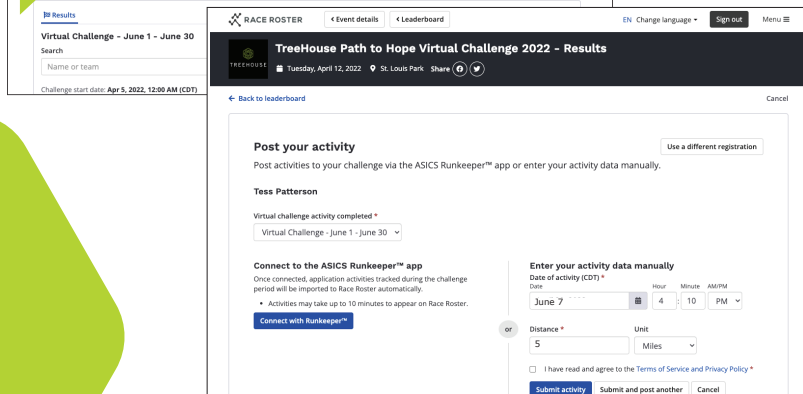 Results
Virtual Challenge - June 1 - June 30
Search
Name or team
Challenge start date: Apr 5, 2022, 12:00 AM (CDT)
RACE ROSTER
Event details
Leaderboard
EN Change language
Sign out
Menu
TREEHOUSE
TreeHouse Path to Hope Virtual Challenge 2022 - Results
Tuesday, April 12, 2022 St. Louis Park Share
← Back to leaderboard
Cancel
Post your activity
Use a different registration
Post activities to your challenge via the ASICS Runkeeper™ app or enter your activity data manually.
Tess Patterson
Virtual challenge activity completed *
Virtual Challenge - June 1 - June 30
Connect to the ASICS Runkeeper™ app
Once connected, application activities tracked during the challenge
period will be imported to Race Roster automatically.
• Activities may take up to 10 minutes to appear on Race Roster.
Connect with Runkeeper™
or
Enter your activity data manually
Date of activity (CDT) *
Date Hour Minute AM/PM
June 7 4 : 10 PM
Distance * Unit
5 Miles
I have read and agree to the Terms of Service and Privacy Policy *
Submit activity Submit and post another Cancel